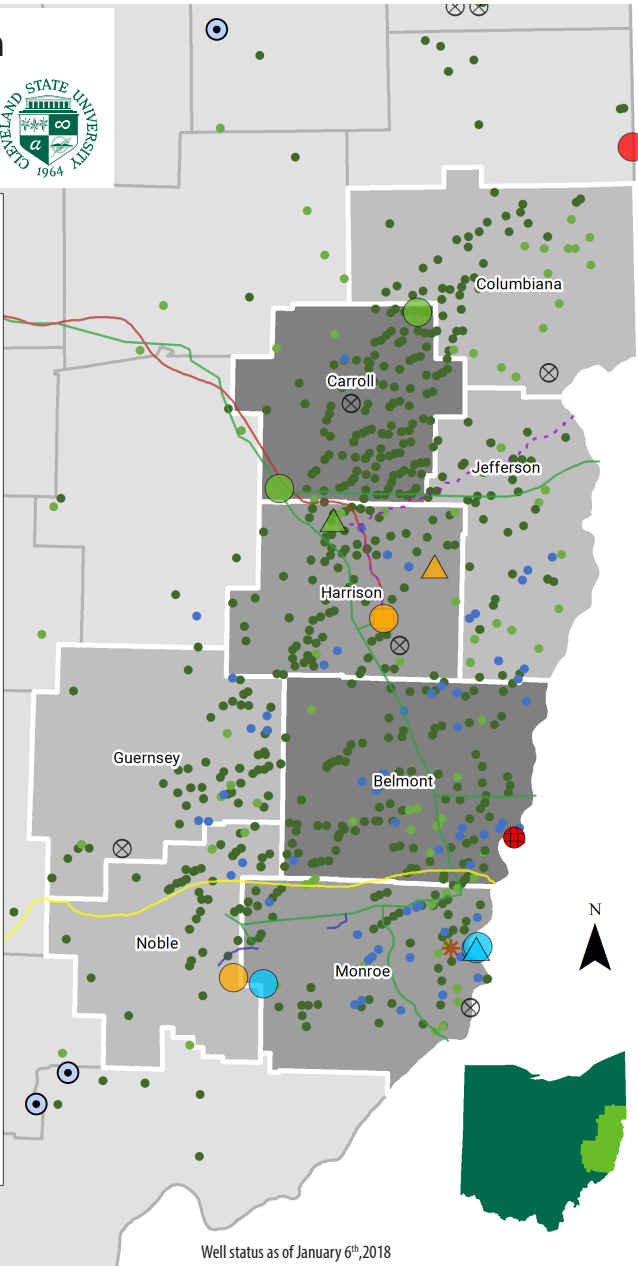 CLEVELAND STATE UNIVERSITY
a
∞
1964
Columbiana
Carroll
Jefferson
Harrison
Guernsey
Belmont
N
Noble
Monroe
Well status as of January 6th,2018